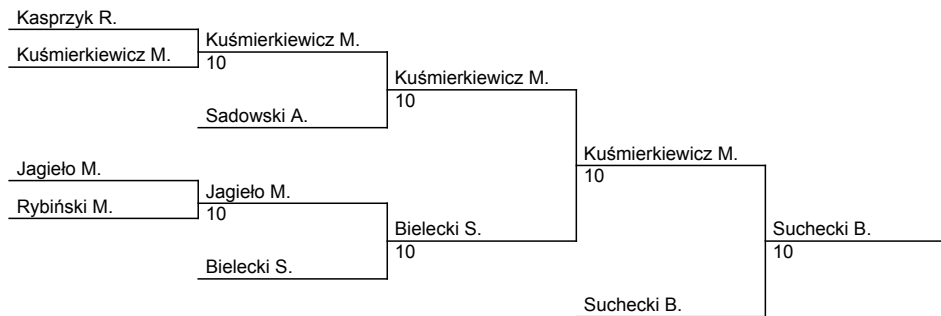 Kasprzyk R.
Kuśmierkiewicz M.
Kuśmierkiewicz M.
10
Kuśmierkiewicz M.
10
Sadowski A.
Kuśmierkiewicz M.
10
Jagieło M.
Rybiński M.
Jagieło M.
10
Bielecki S.
10
Bielecki S.
Suchecki B.
10
Suchecki B.